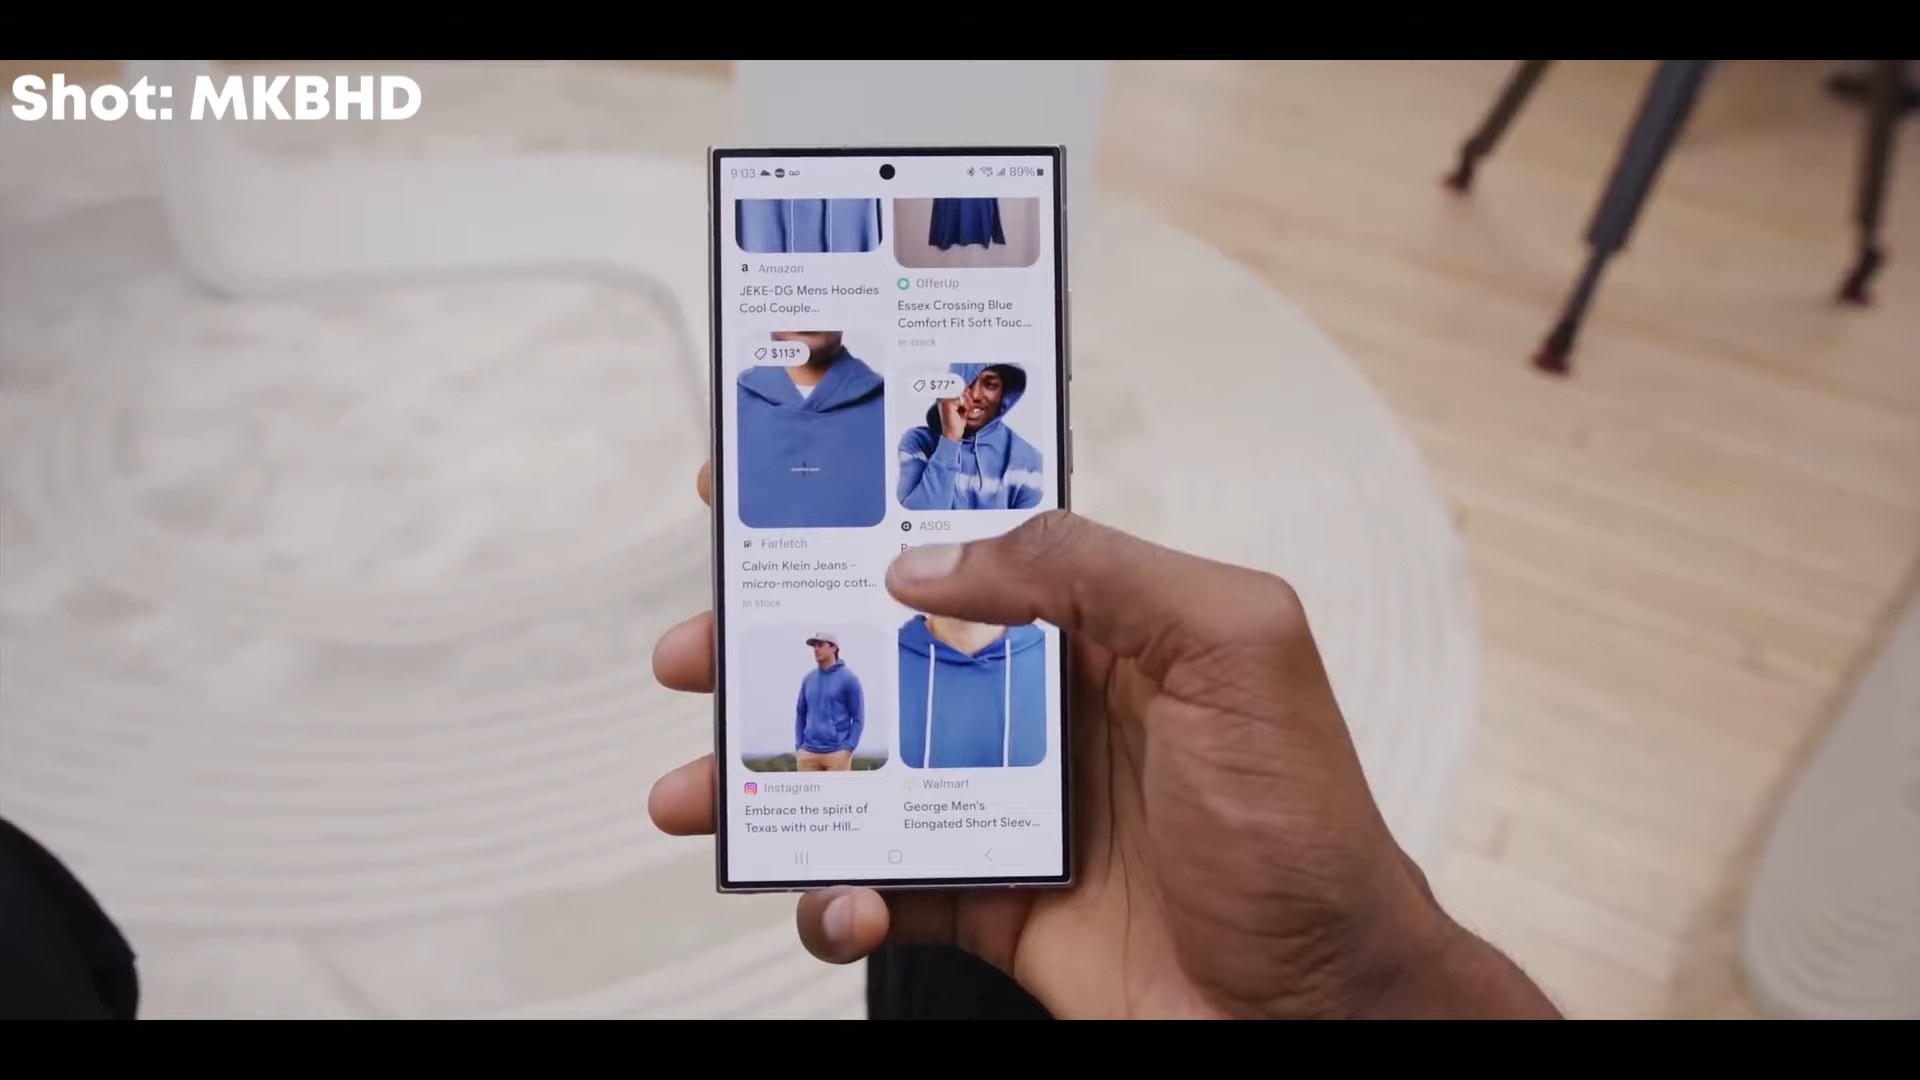 Shot: MKBHD
9:03
89%
Amazon
JEKE-DG Mens Hoodies
Cool Couple...
OfferUp
Essex Crossing Blue
Comfort Fit Soft Touc...
In stock
$113*
Farfetch
Calvin Klein Jeans -
micro-monologo cott...
In stock
$77*
ASOS
Instagram
Embrace the spirit of
Texas with our Hill...
Walmart
George Men's
Elongated Short Sleev...